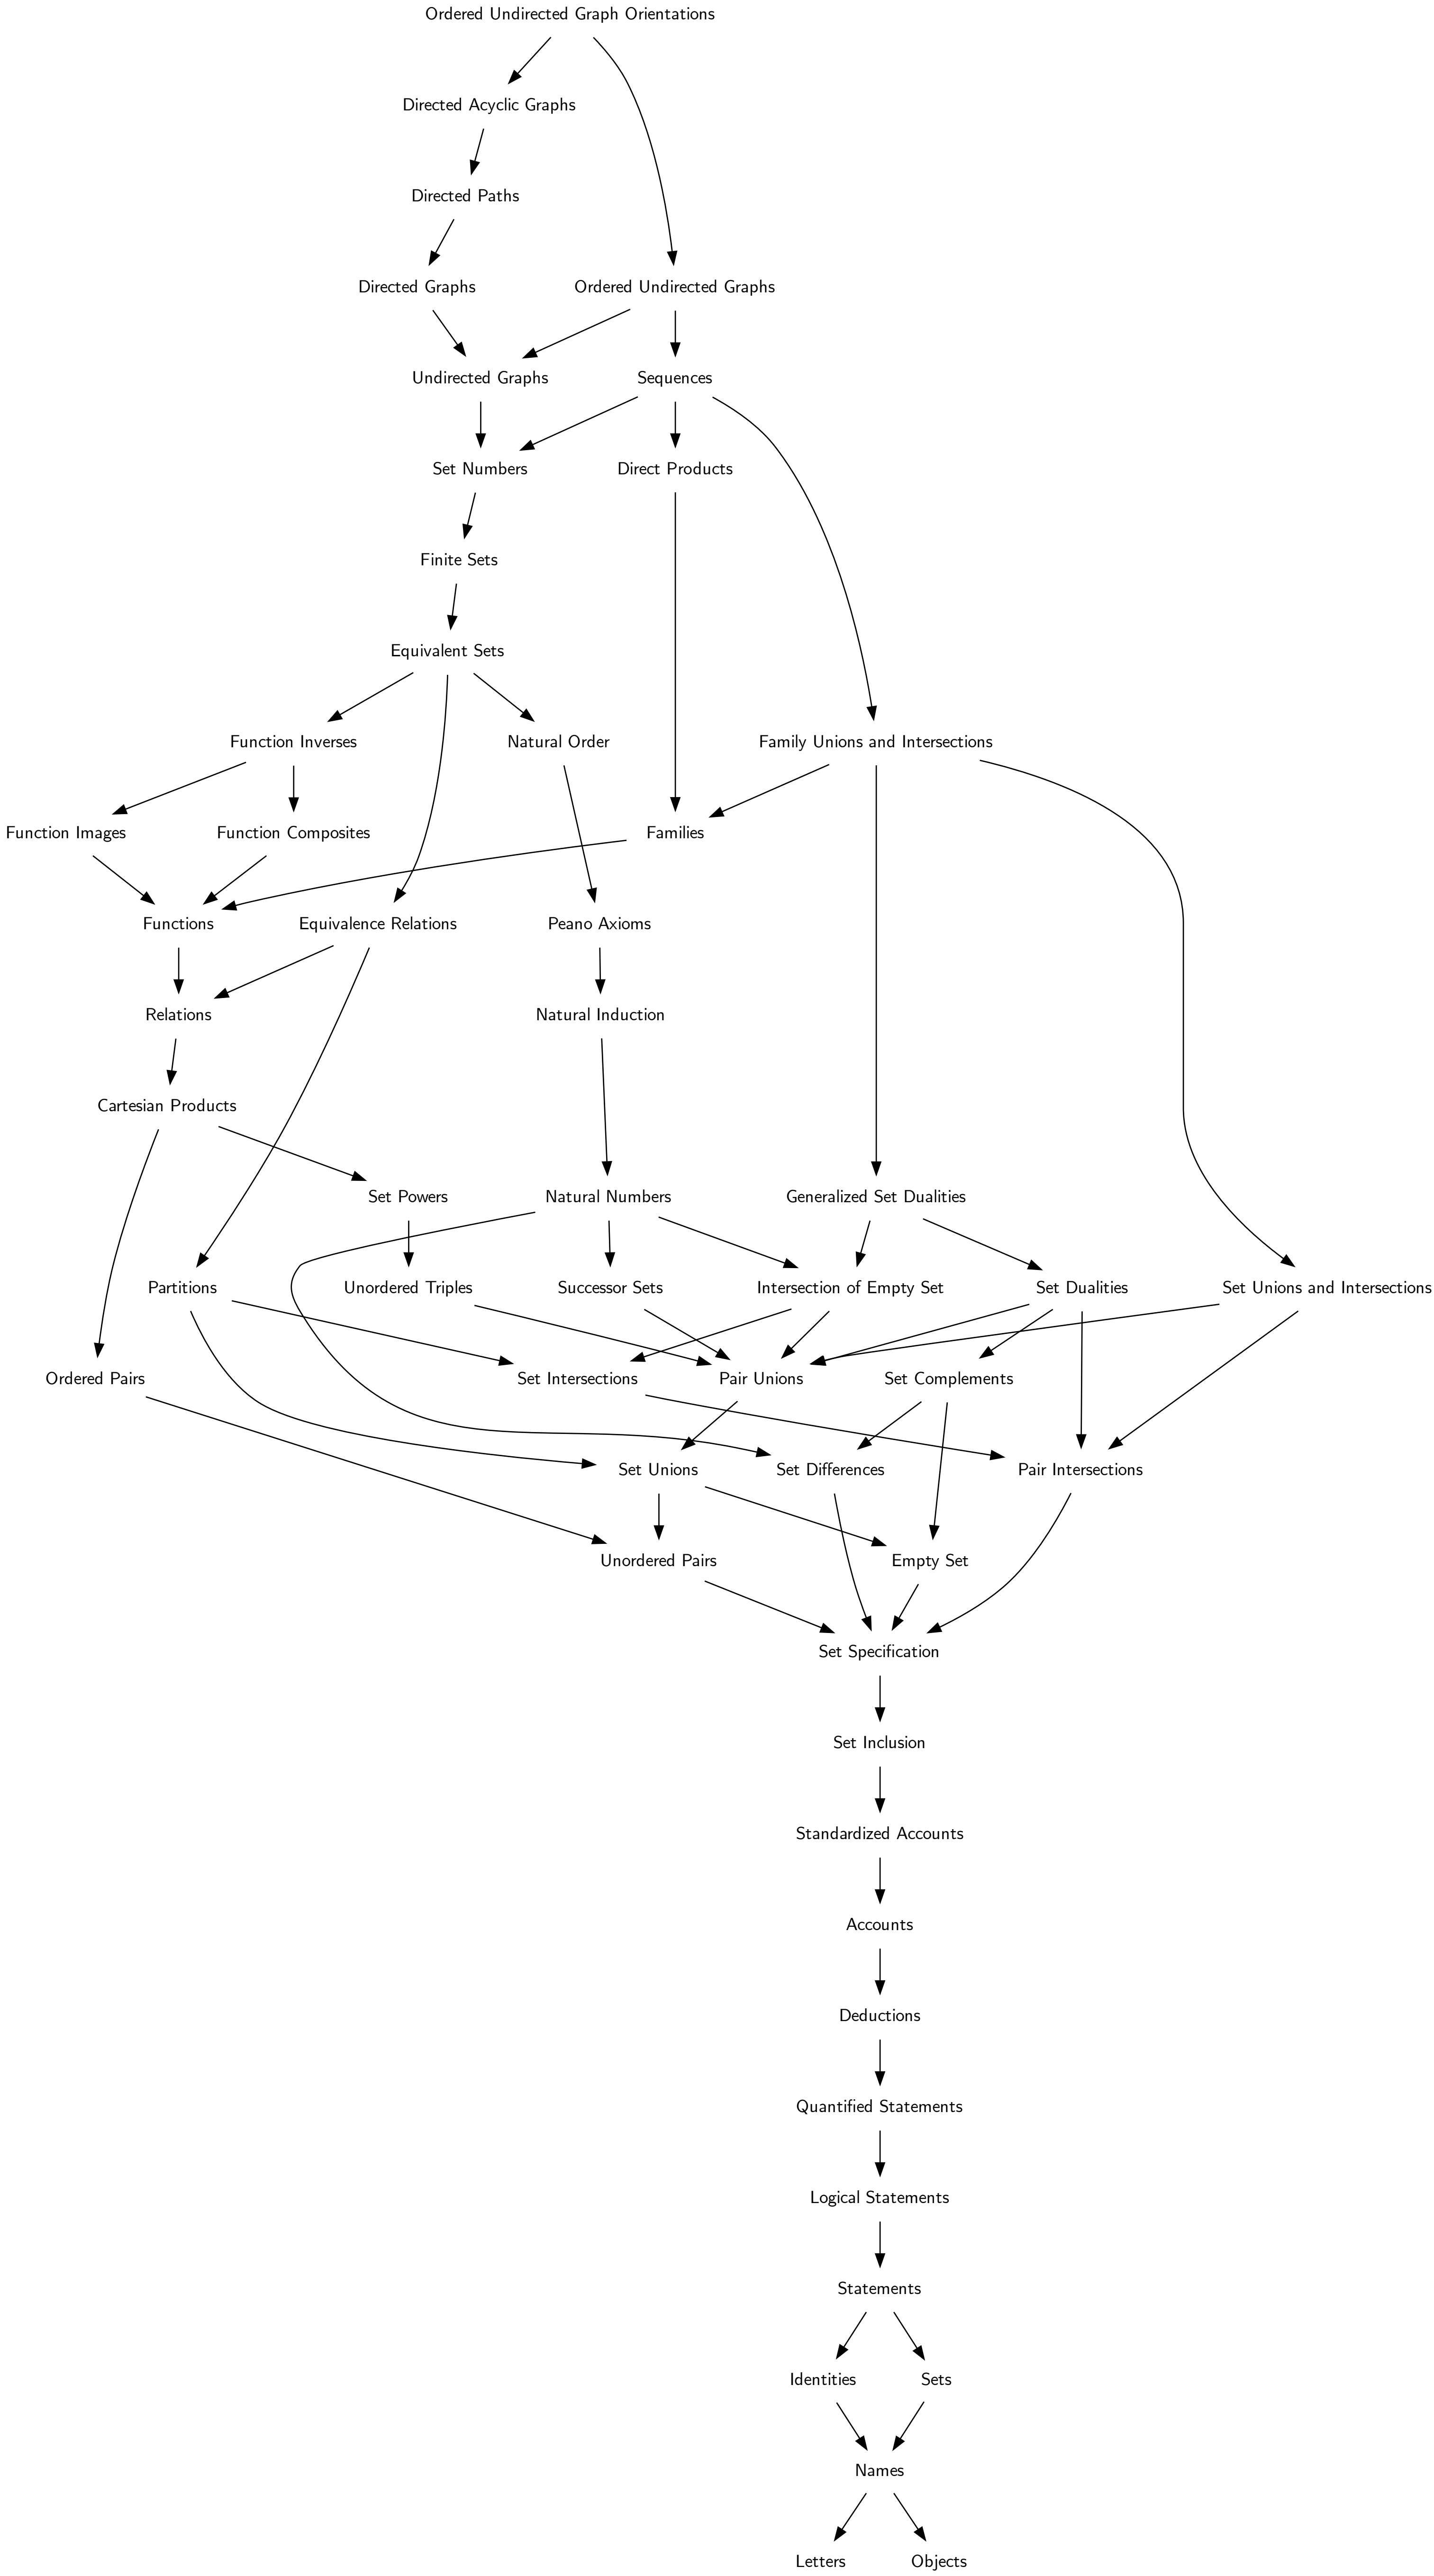 Ordered Undirected Graph Orientations
Directed Acyclic Graphs
Directed Paths
Directed Graphs
Ordered Undirected Graphs
Undirected Graphs
Sequences
Set Numbers
Direct Products
Finite Sets
Equivalent Sets
Function Inverses
Natural Order
Family Unions and Intersections
Function Images
Function Composites
Families
Functions
Equivalence Relations
Peano Axioms
Relations
Natural Induction
Cartesian Products
Set Powers
Natural Numbers
Generalized Set Dualities
Partitions
Unordered Triples
Successor Sets
Intersection of Empty Set
Set Dualities
Set Unions and Intersections
Ordered Pairs
Set Intersections
Pair Unions
Set Complements
Set Unions
Set Differences
Pair Intersections
Unordered Pairs
Empty Set
Set Specification
Set Inclusion
Standardized Accounts
Accounts
Deductions
Quantified Statements
Logical Statements
Statements
Identities
Sets
Names
Letters
Objects